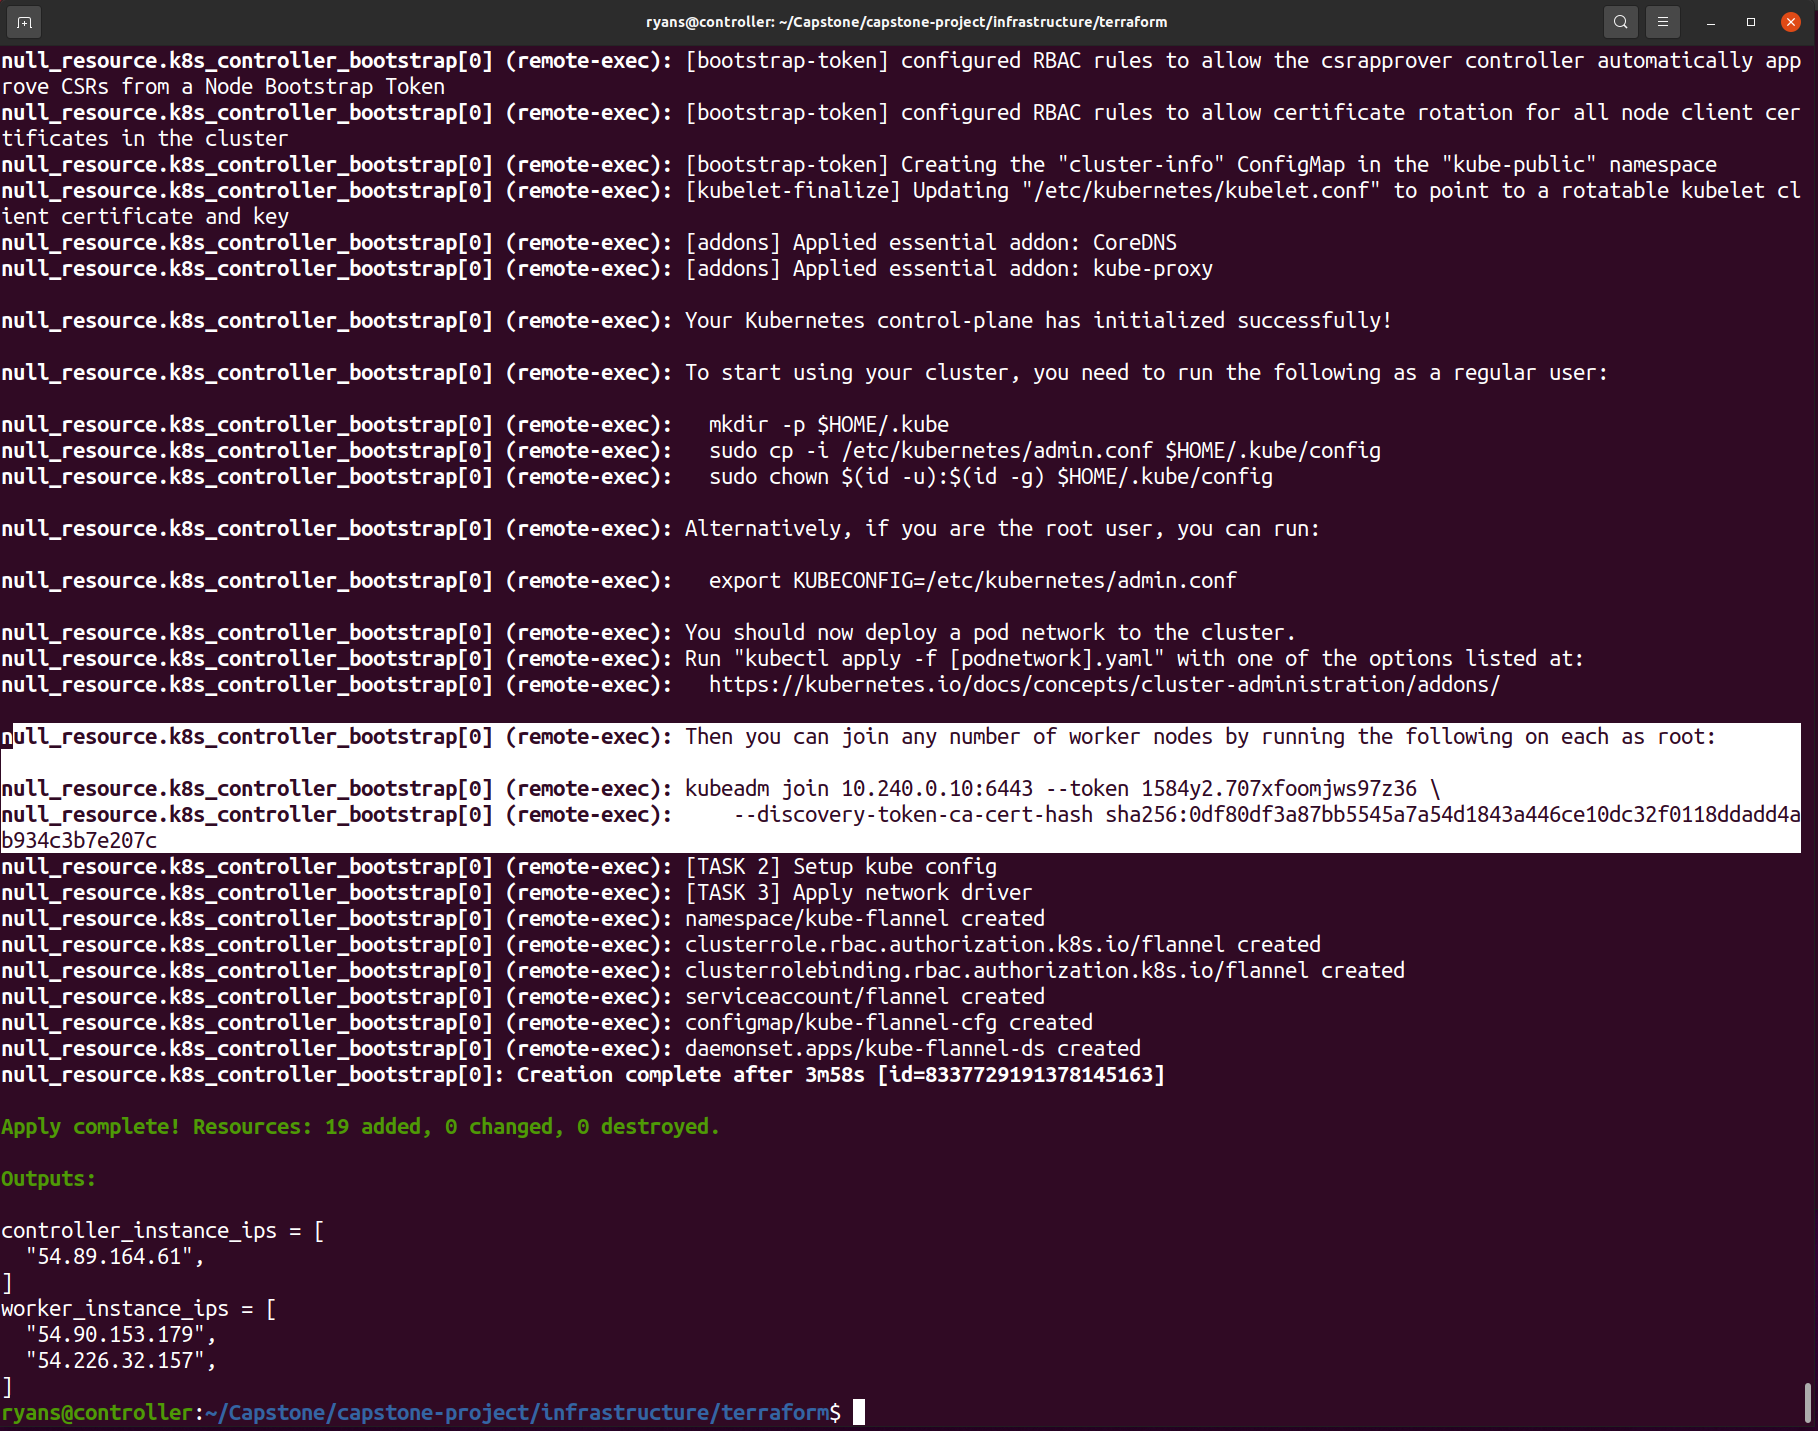 ryans@controller: ~/Capstone/capstone-project/infrastructure/terraform
null_resource.k8s_controller_bootstrap[0] (remote-exec): [bootstrap-token] configured RBAC rules to allow the csrapprover controller automatically app
rove CSRs from a Node Bootstrap Token
null_resource.k8s_controller_bootstrap[0] (remote-exec): [bootstrap-token] configured RBAC rules to allow certificate rotation for all node client cer
tificates in the cluster
null_resource.k8s_controller_bootstrap[0] (remote-exec): [bootstrap-token] Creating the "cluster-info" ConfigMap in the "kube-public" namespace
null_resource.k8s_controller_bootstrap[0] (remote-exec): [kubelet-finalize] Updating "/etc/kubernetes/kubelet.conf" to point to a rotatable kubelet cl
ient certificate and key
null_resource.k8s_controller_bootstrap[0] (remote-exec): [addons] Applied essential addon: CoreDNS
null_resource.k8s_controller_bootstrap[0] (remote-exec): [addons] Applied essential addon: kube-proxy
null_resource.k8s_controller_bootstrap[0] (remote-exec): Your Kubernetes control-plane has initialized successfully!
null_resource.k8s_controller_bootstrap[0] (remote-exec): To start using your cluster, you need to run the following as a regular user:
null_resource.k8s_controller_bootstrap[0] (remote-exec):   mkdir -p $HOME/.kube
null_resource.k8s_controller_bootstrap[0] (remote-exec):   sudo cp -i /etc/kubernetes/admin.conf $HOME/.kube/config
null_resource.k8s_controller_bootstrap[0] (remote-exec):   sudo chown $(id -u):$(id -g) $HOME/.kube/config
null_resource.k8s_controller_bootstrap[0] (remote-exec): Alternatively, if you are the root user, you can run:
null_resource.k8s_controller_bootstrap[0] (remote-exec):   export KUBECONFIG=/etc/kubernetes/admin.conf
null_resource.k8s_controller_bootstrap[0] (remote-exec): You should now deploy a pod network to the cluster.
null_resource.k8s_controller_bootstrap[0] (remote-exec): Run "kubectl apply -f [podnetwork].yaml" with one of the options listed at:
null_resource.k8s_controller_bootstrap[0] (remote-exec):   https://kubernetes.io/docs/concepts/cluster-administration/addons/
null_resource.k8s_controller_bootstrap[0] (remote-exec): Then you can join any number of worker nodes by running the following on each as root:
null_resource.k8s_controller_bootstrap[0] (remote-exec): kubeadm join 10.240.0.10:6443 --token 1584y2.707xfoomjws97z36 \
null_resource.k8s_controller_bootstrap[0] (remote-exec):     --discovery-token-ca-cert-hash sha256:0df80df3a87bb5545a7a54d1843a446ce10dc32f0118ddadd4a
b934c3b7e207c
null_resource.k8s_controller_bootstrap[0] (remote-exec): [TASK 2] Setup kube config
null_resource.k8s_controller_bootstrap[0] (remote-exec): [TASK 3] Apply network driver
null_resource.k8s_controller_bootstrap[0] (remote-exec): namespace/kube-flannel created
null_resource.k8s_controller_bootstrap[0] (remote-exec): clusterrole.rbac.authorization.k8s.io/flannel created
null_resource.k8s_controller_bootstrap[0] (remote-exec): clusterrolebinding.rbac.authorization.k8s.io/flannel created
null_resource.k8s_controller_bootstrap[0] (remote-exec): serviceaccount/flannel created
null_resource.k8s_controller_bootstrap[0] (remote-exec): configmap/kube-flannel-cfg created
null_resource.k8s_controller_bootstrap[0] (remote-exec): daemonset.apps/kube-flannel-ds created
null_resource.k8s_controller_bootstrap[0]: Creation complete after 3m58s [id=8337729191378145163]
Apply complete! Resources: 19 added, 0 changed, 0 destroyed.
Outputs:
controller_instance_ips = [
  "54.89.164.61",
]
worker_instance_ips = [
  "54.90.153.179",
  "54.226.32.157",
]
ryans@controller:~/Capstone/capstone-project/infrastructure/terraform$